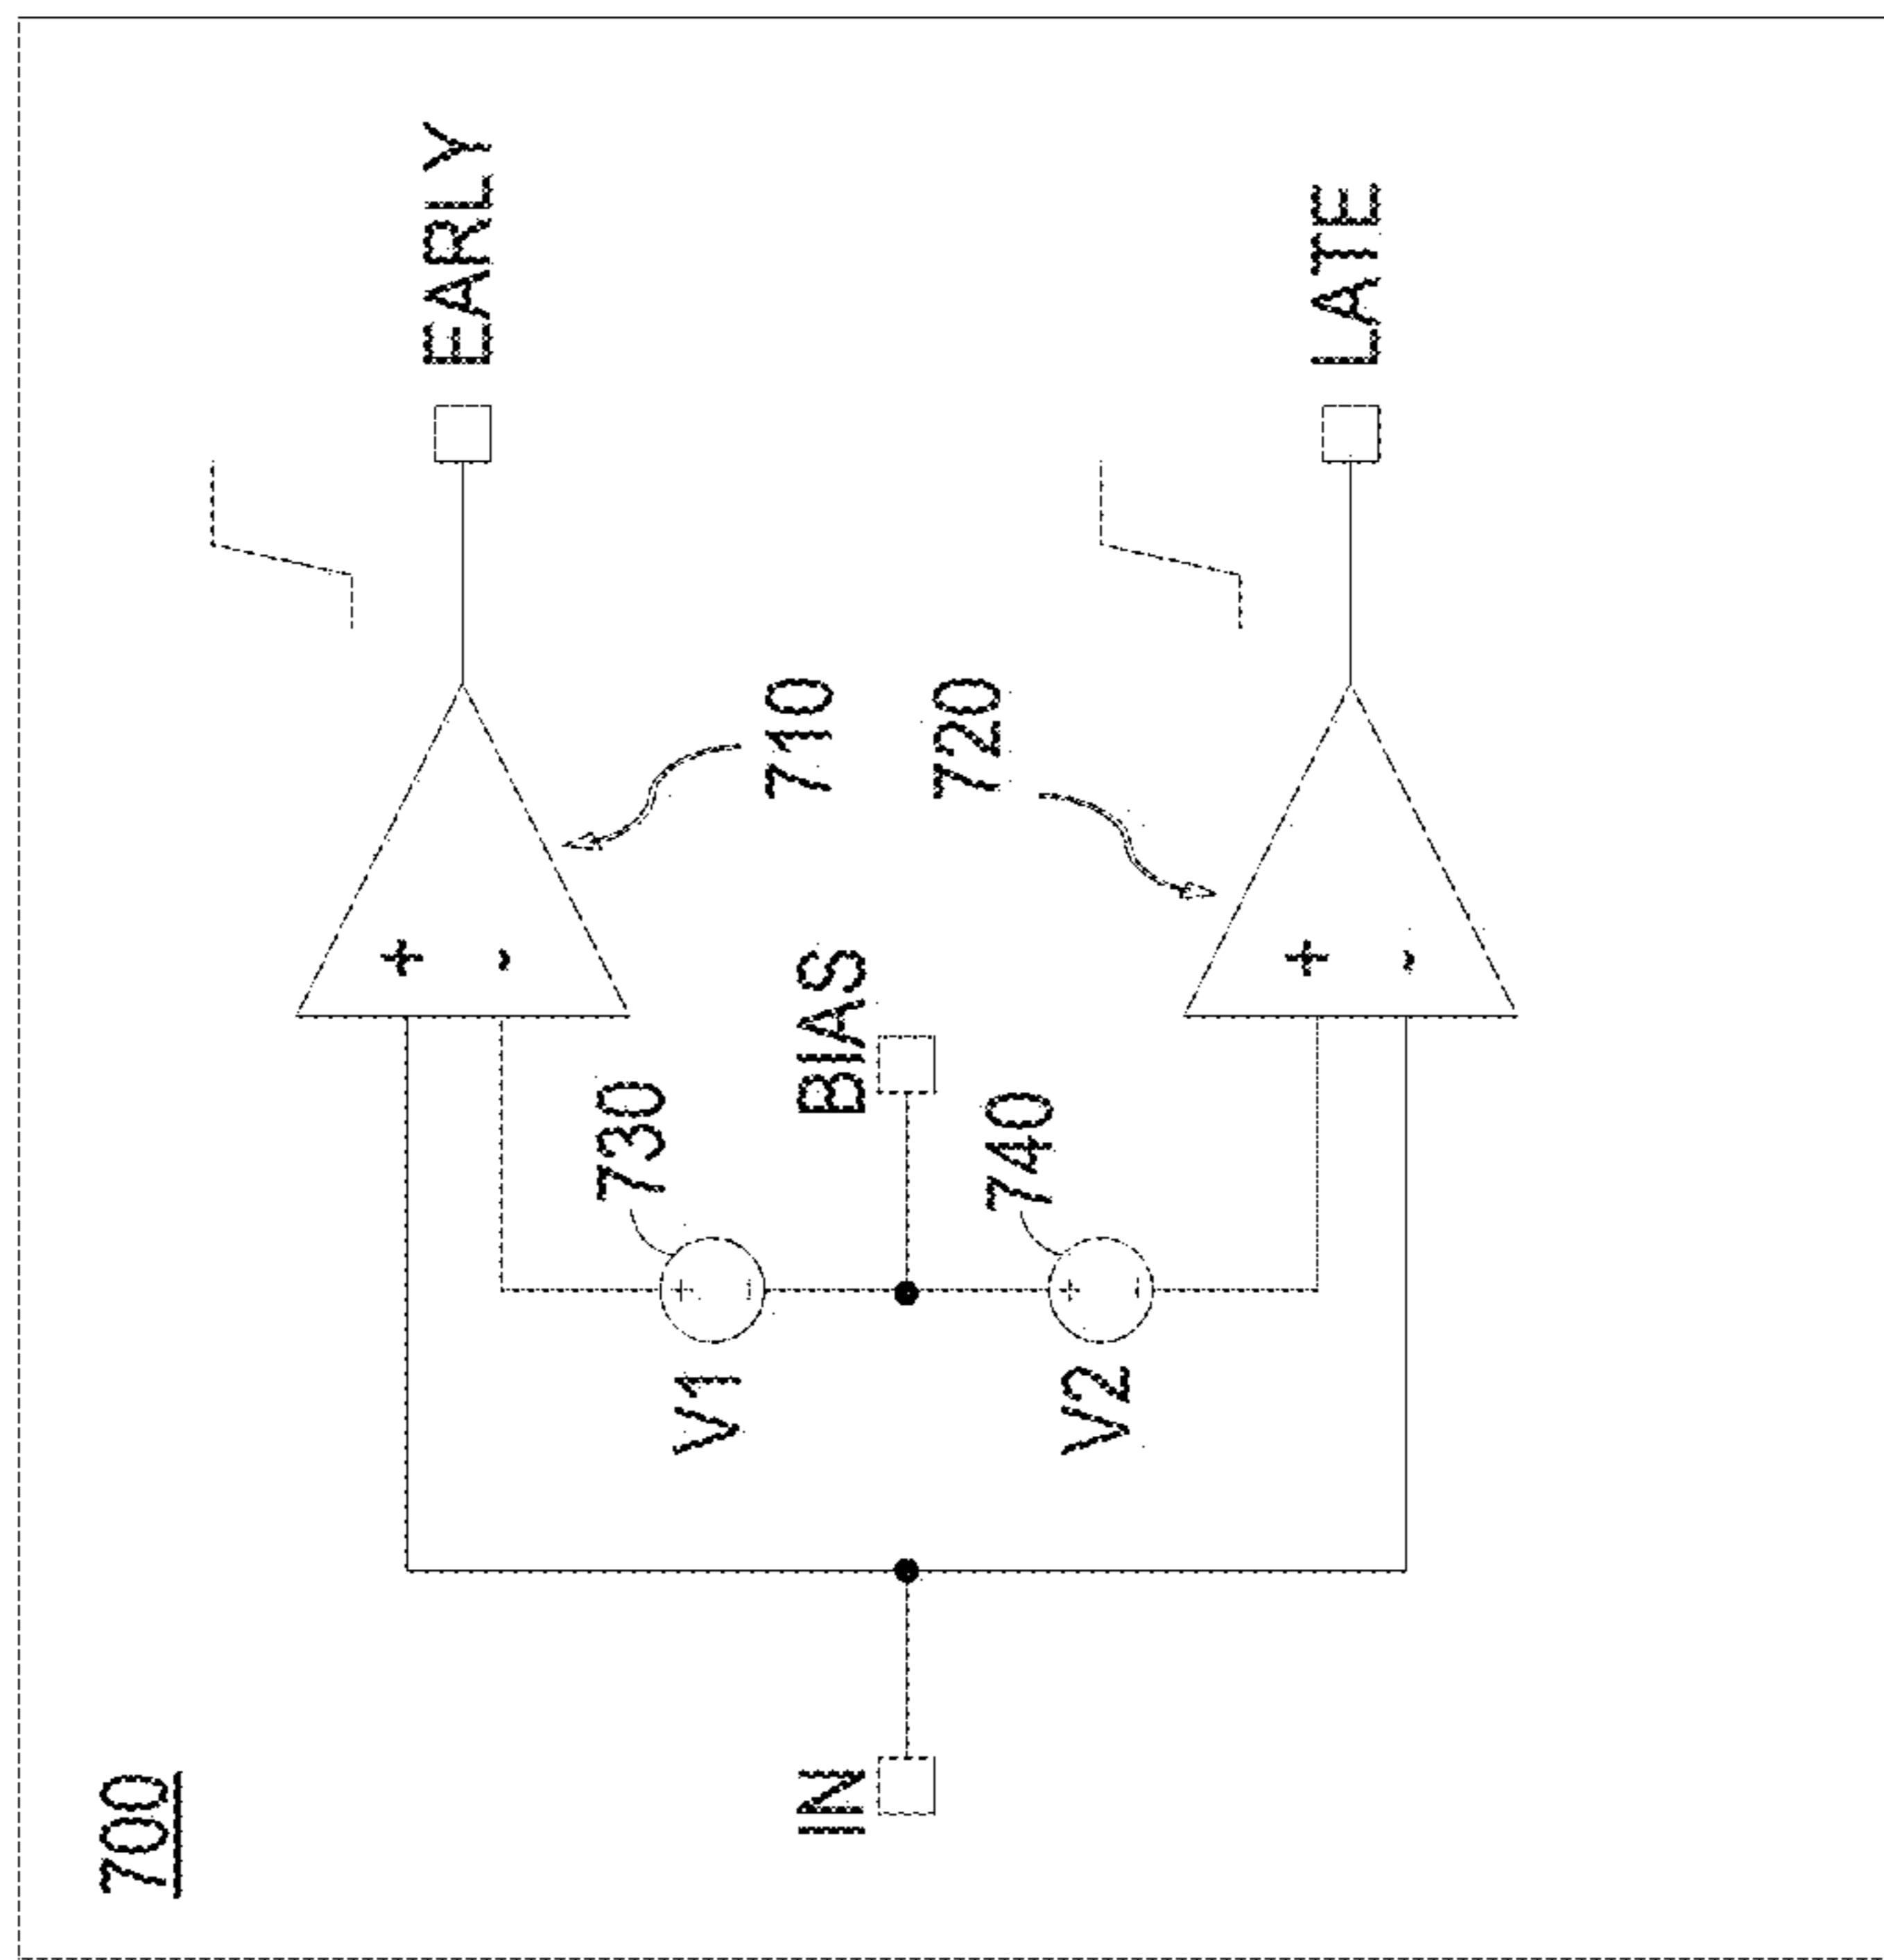 700
EARLY
+
-
710
V1
+
-
730
IN
BIAS
V2
+
-
740
720
+
-
LATE